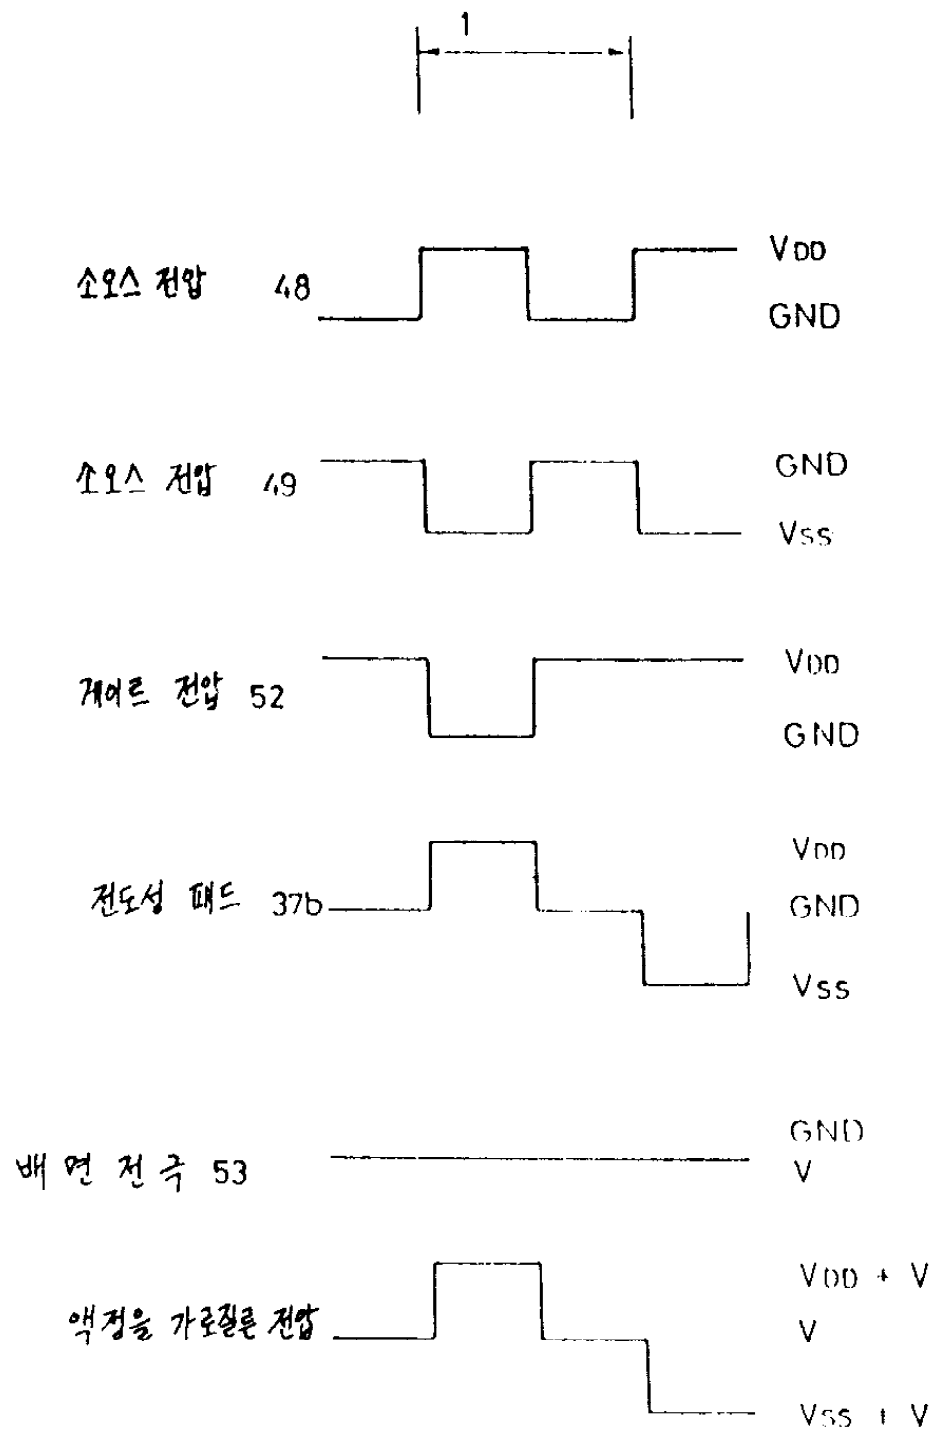 1
소오스 전압 48
VDD
GND
소오스 전압 49
GND
VSS
게이트 전압 52
VDD
GND
전도성 패드 37b
VDD
GND
VSS
배면전극 53
GND
V
액정을 가로질른 전압
VDD + V
V
VSS + V